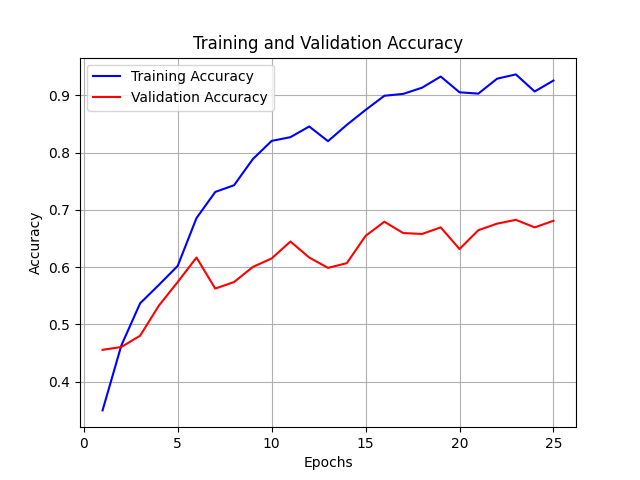 Training and Validation Accuracy
Training Accuracy
Validation Accuracy
0.9
0.8
0.7
0.6
0.5
0.4
Accuracy
0 5 10 15 20 25
Epochs